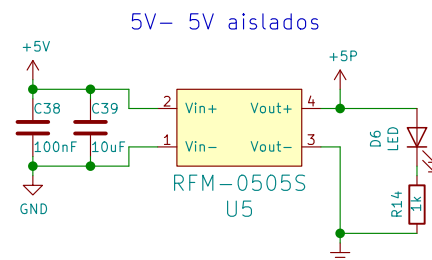 5V- 5V aislados
+5V
+5P
C38
C39
100nF
10uF
GND
2
1
Vin+
Vin-
Vout+
Vout-
4
3
RFM-0505S
U5
D6
LED
R14
1k